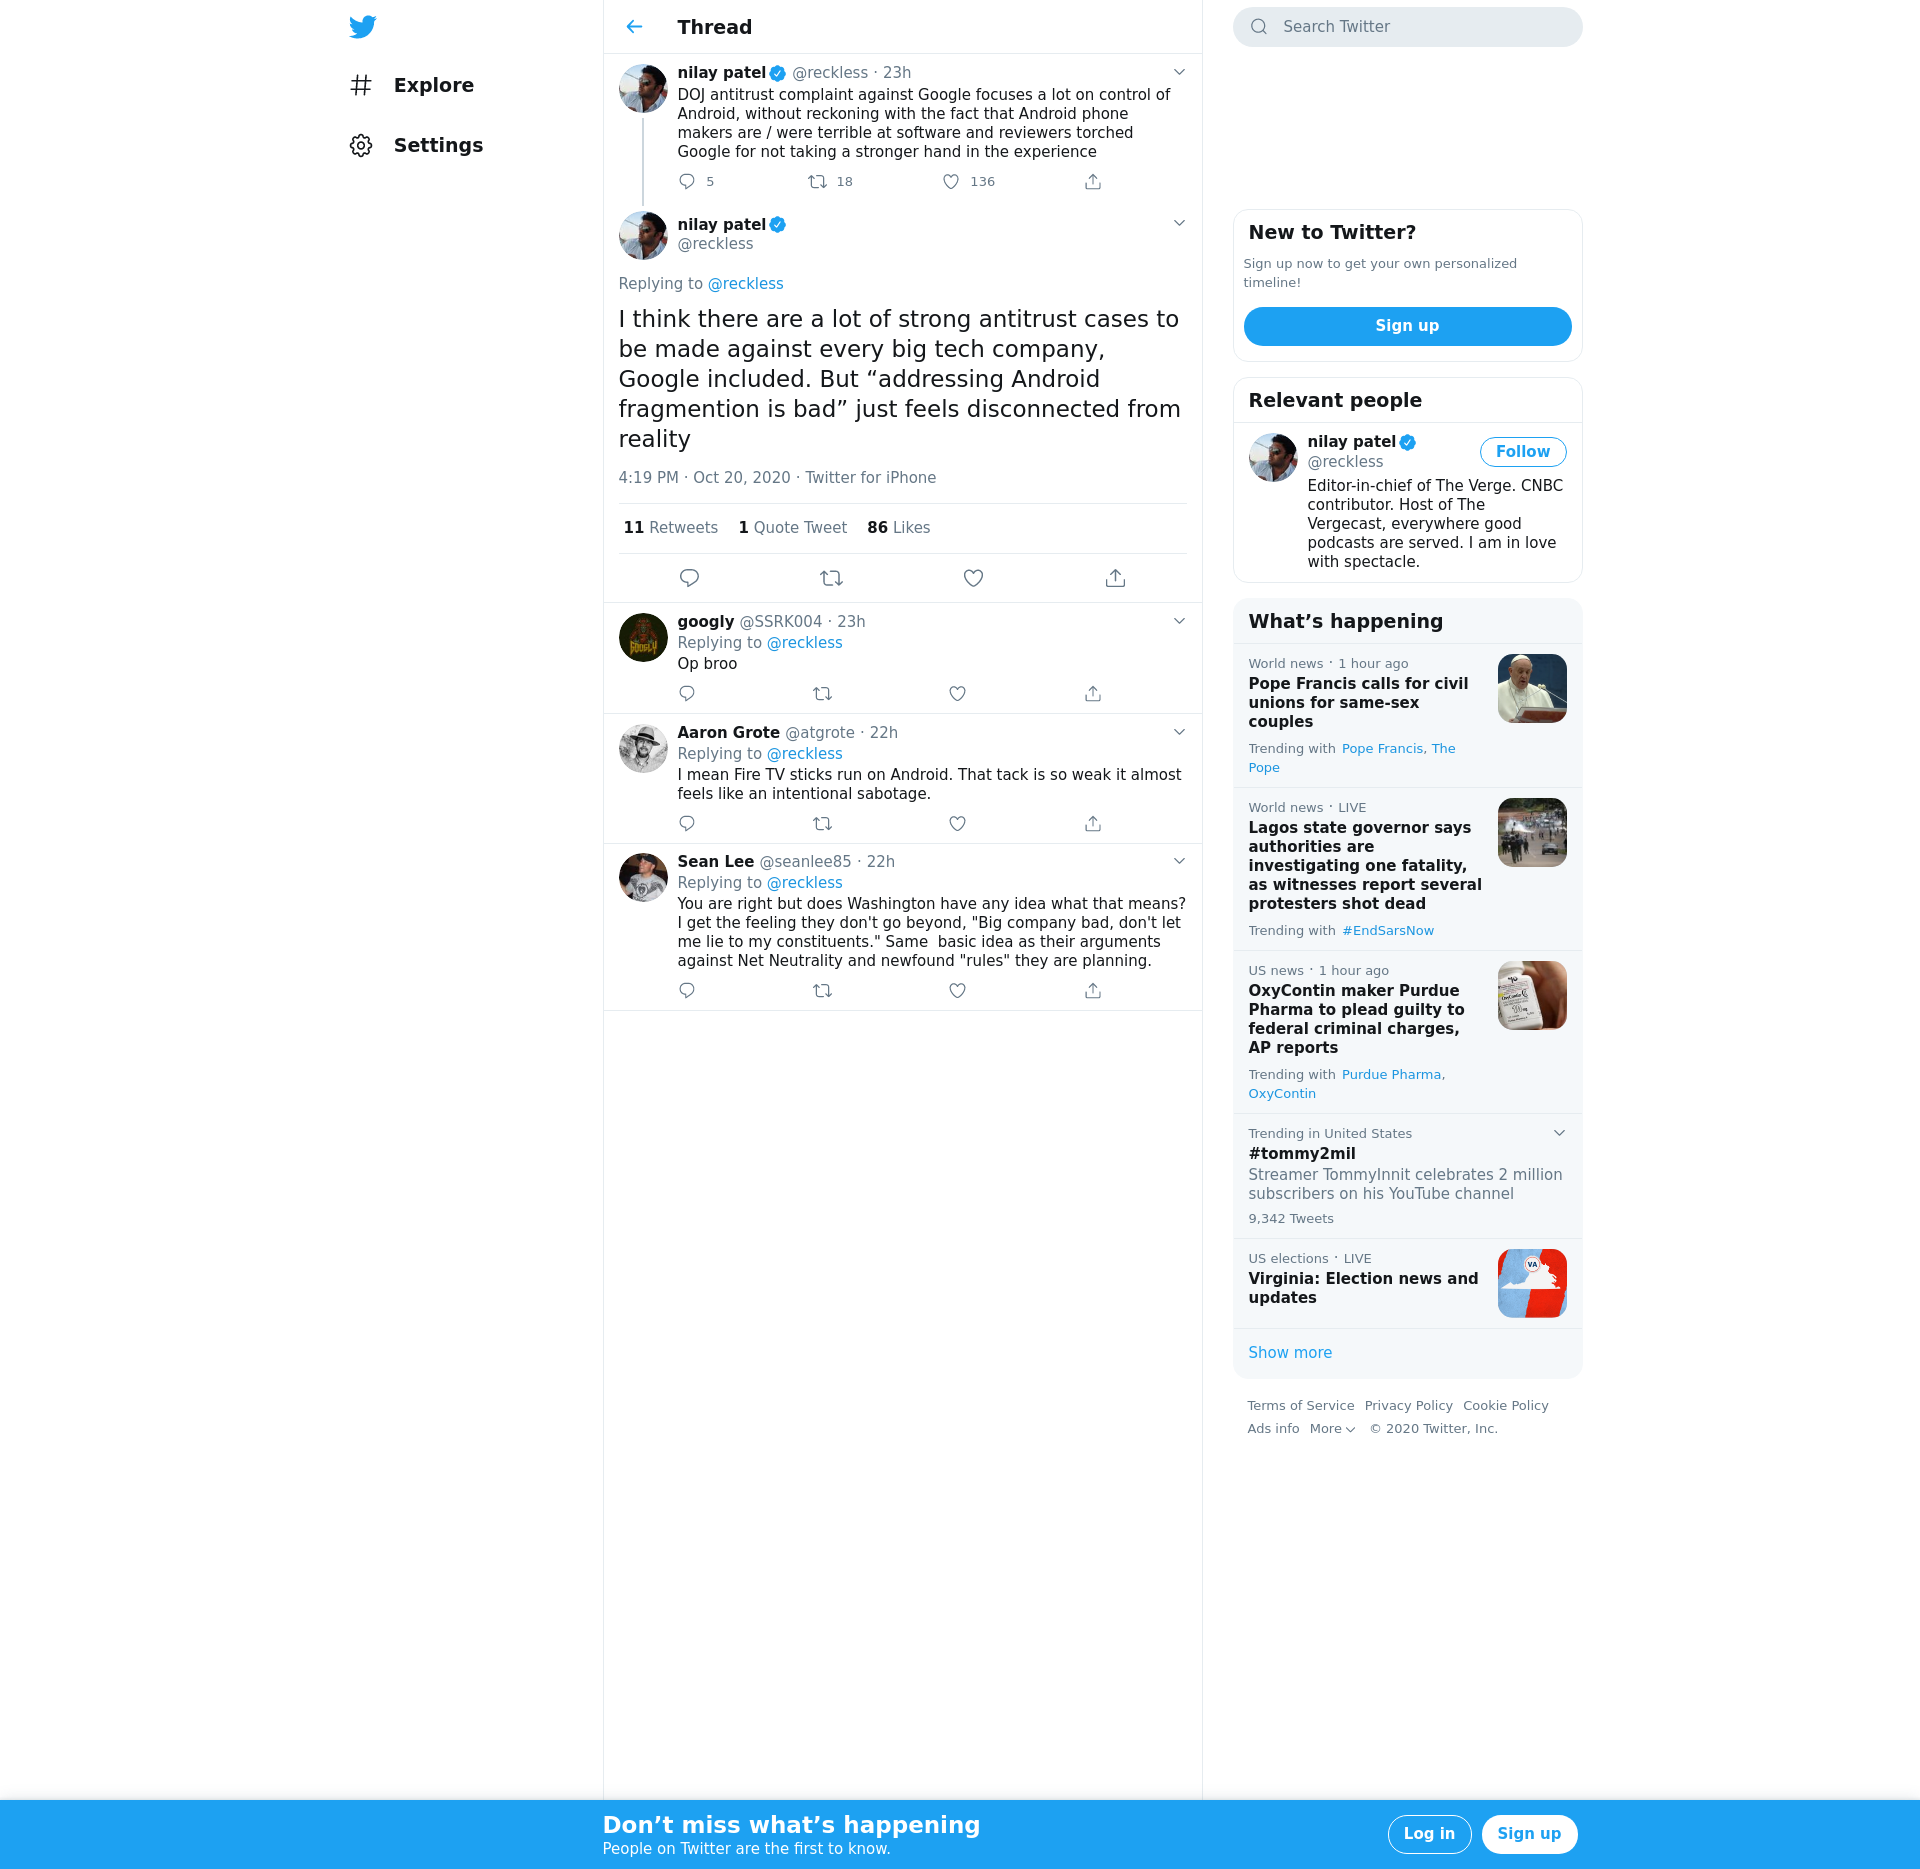 Explore
Settings
Thread
nilay patel @reckless · 23h
DOJ antitrust complaint against Google focuses a lot on control of
Android, without reckoning with the fact that Android phone
makers are / were terrible at software and reviewers torched
Google for not taking a stronger hand in the experience
5 18 136
nilay patel
@reckless
Replying to @reckless
I think there are a lot of strong antitrust cases to
be made against every big tech company,
Google included. But “addressing Android
fragmention is bad” just feels disconnected from
reality
4:19 PM · Oct 20, 2020 · Twitter for iPhone
11 Retweets 1 Quote Tweet 86 Likes
googly @SSRK004 · 23h
Replying to @reckless
Op broo
Aaron Grote @atgrote · 22h
Replying to @reckless
I mean Fire TV sticks run on Android. That tack is so weak it almost
feels like an intentional sabotage.
Sean Lee @seanlee85 · 22h
Replying to @reckless
You are right but does Washington have any idea what that means?
I get the feeling they don't go beyond, "Big company bad, don't let
me lie to my constituents." Same  basic idea as their arguments
against Net Neutrality and newfound "rules" they are planning.
Search Twitter
New to Twitter?
Sign up now to get your own personalized
timeline!
Sign up
Relevant people
nilay patel
@reckless
Follow
Editor-in-chief of The Verge. CNBC
contributor. Host of The
Vergecast, everywhere good
podcasts are served. I am in love
with spectacle.
What’s happening
World news · 1 hour ago
Pope Francis calls for civil
unions for same-sex
couples
Trending with Pope Francis, The
Pope
World news · LIVE
Lagos state governor says
authorities are
investigating one fatality,
as witnesses report several
protesters shot dead
Trending with #EndSarsNow
US news · 1 hour ago
OxyContin maker Purdue
Pharma to plead guilty to
federal criminal charges,
AP reports
Trending with Purdue Pharma,
OxyContin
Trending in United States
#tommy2mil
Streamer TommyInnit celebrates 2 million
subscribers on his YouTube channel
9,342 Tweets
US elections · LIVE
Virginia: Election news and
updates
VA
Show more
Terms of Service Privacy Policy Cookie Policy
Ads info More © 2020 Twitter, Inc.
Don’t miss what’s happening
People on Twitter are the first to know.
Log in
Sign up